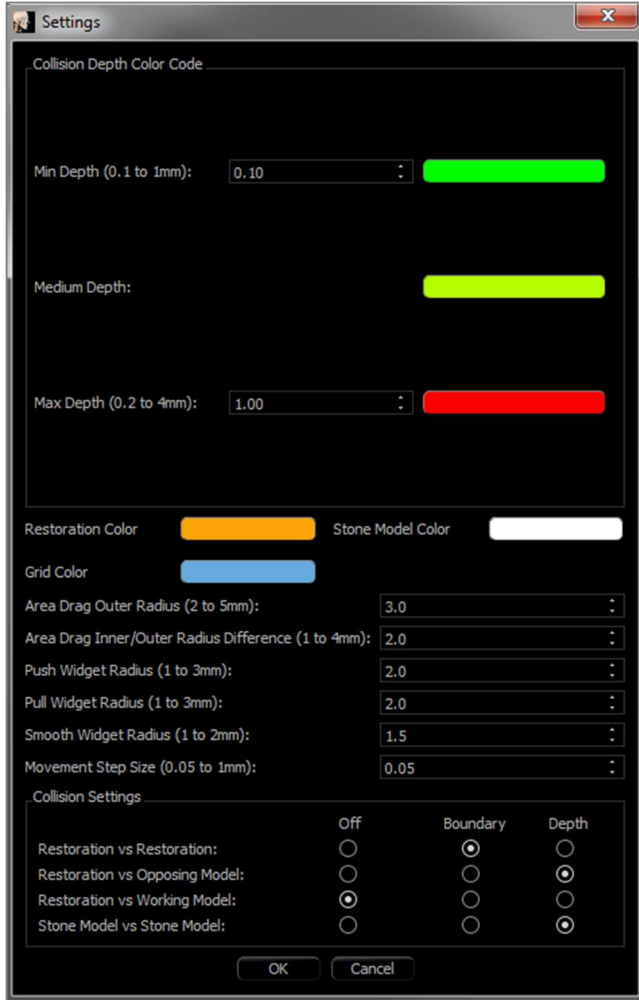 Settings
Collision Depth Color Code
Min Depth (0.1 to 1mm): 0.10
Medium Depth:
Max Depth (0.2 to 4mm): 1.00
Restoration Color Stone Model Color
Grid Color
Area Drag Outer Radius (2 to 5mm): 3.0
Area Drag Inner/Outer Radius Difference (1 to 4mm): 2.0
Push Widget Radius (1 to 3mm): 2.0
Pull Widget Radius (1 to 3mm): 2.0
Smooth Widget Radius (1 to 2mm): 1.5
Movement Step Size (0.05 to 1mm): 0.05
Collision Settings
Off Boundary Depth
Restoration vs Restoration:
Restoration vs Opposing Model:
Restoration vs Working Model:
Stone Model vs Stone Model:
OK Cancel